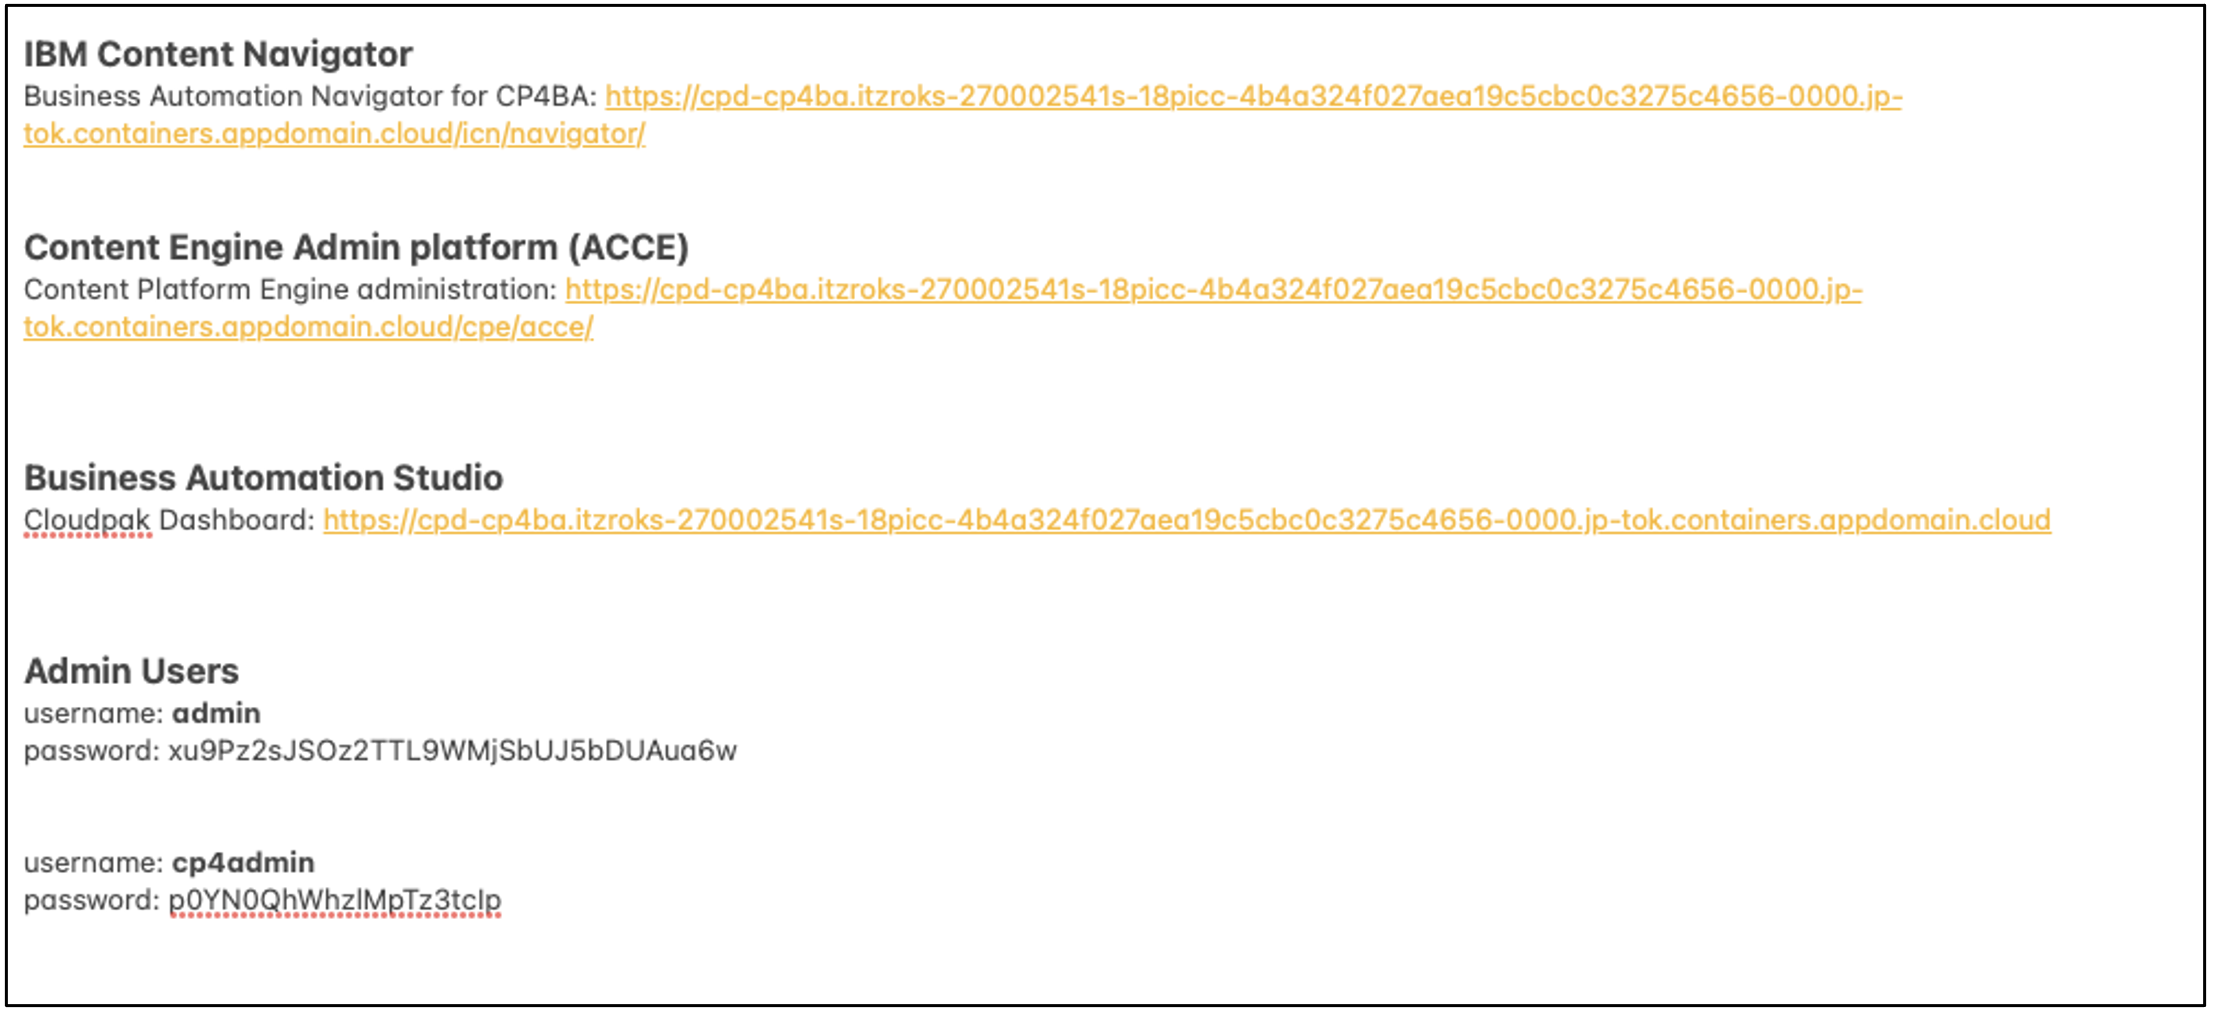 IBM Content Navigator
Business Automation Navigator for CP4BA: https://cpd-cp4ba.itzroks-270002541s-18picc-4b4a324f027aea19c5cbc0c3275c4656-0000.jp-
tok.containers.appdomain.cloud/icn/navigator/
Content Engine Admin platform (ACCE)
Content Platform Engine administration: https://cpd-cp4ba.itzroks-270002541s-18picc-4b4a324f027aea19c5cbc0c3275c4656-0000.jp-
tok.containers.appdomain.cloud/cpe/acce/
Business Automation Studio
Cloudpak Dashboard: https://cpd-cp4ba.itzroks-270002541s-18picc-4b4a324f027aea19c5cbc0c3275c4656-0000.jp-tok.containers.appdomain.cloud
Admin Users
username: admin
password: xu9Pz2sJSOz2TTL9WMjSbUJ5bDUAua6w
username: cp4admin
password: p0YN0QhWhzlMpTz3tclp